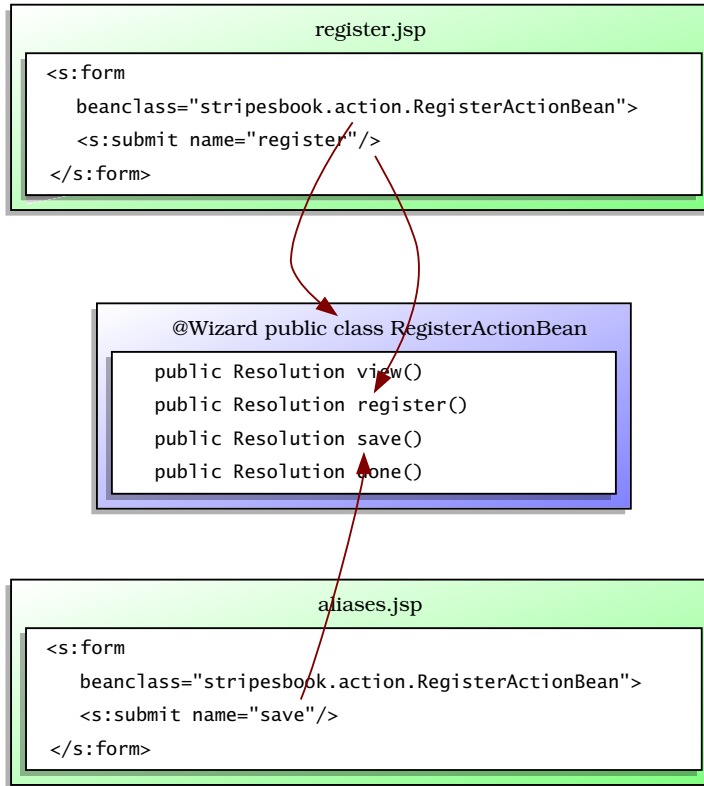 register.jsp
<s:form
beanclass="stripesbook.action.RegisterActionBean">
<s:submit name="register"/>
</s:form>
@Wizard public class RegisterActionBean
public Resolution view()
public Resolution register()
public Resolution save()
public Resolution done()
aliases.jsp
<s:form
beanclass="stripesbook.action.RegisterActionBean">
<s:submit name="save"/>
</s:form>